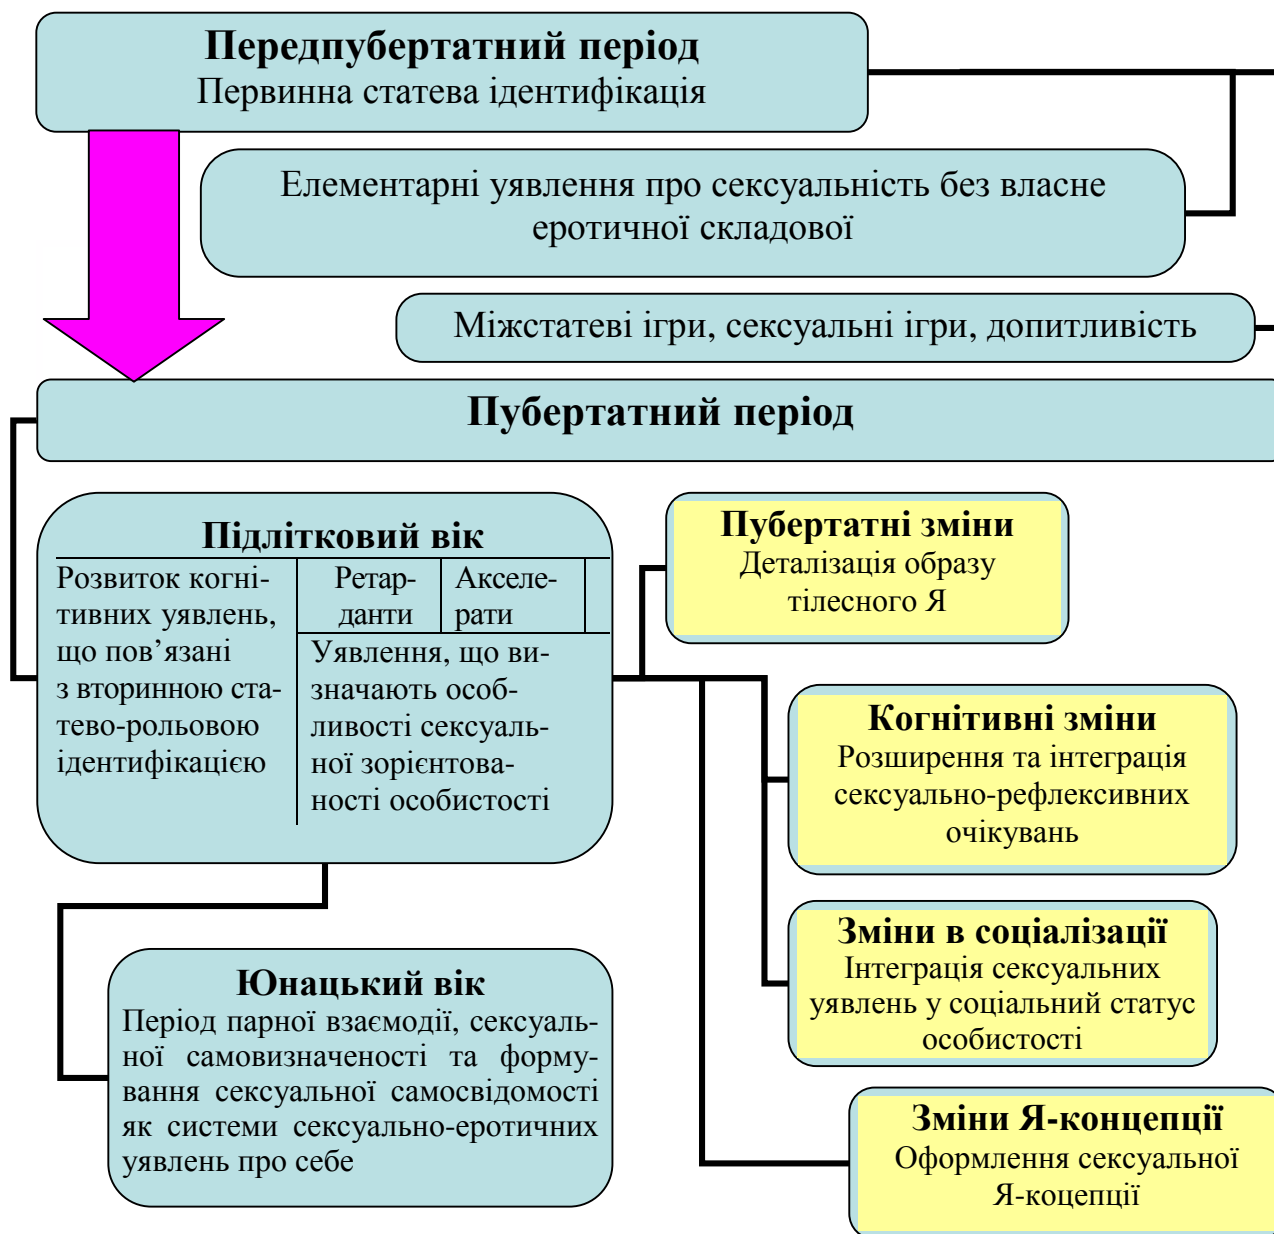 Передпубертатний період
Первинна статева ідентифікація
Елементарні уявлення про сексуальність без власне
еротичної складової
Міжстатеві ігри, сексуальні ігри, допитливість
Пубертатний період
Підлітковий вік
Розвиток когні-
тивних уявлень,
що пов’язані
з вторинною ста-
тево-рольовою
ідентифікацією
Ретар-
данти
Акселе-
рати
Уявлення, що ви-
значають особ-
ливості сексуаль-
ної зорієнтова-
ності особистості
Пубертатні зміни
Деталізація образу
тілесного Я
Когнітивні зміни
Розширення та інтеграція
сексуально-рефлексивних
очікувань
Зміни в соціалізації
Інтеграція сексуальних
уявлень у соціальний статус
особистості
Юнацький вік
Період парної взаємодії, сексуаль-
ної самовизначеності та форму-
вання сексуальної самосвідомості
як системи сексуально-еротичних
уявлень про себе
Зміни Я-концепції
Оформлення сексуальної
Я-коцепції